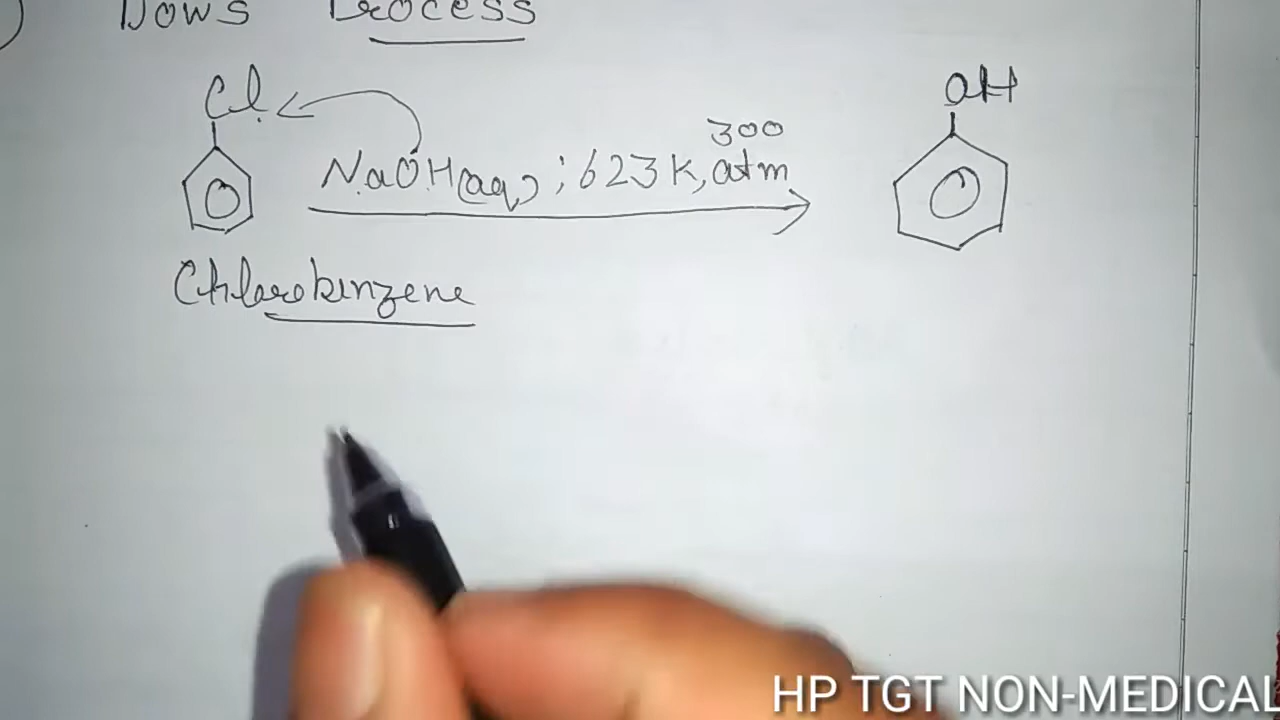 Dows Process
Cl
OH
300
NaOH(aq) ; 623 K, atm
Chlorobenzene
HP TGT NON-MEDICAL